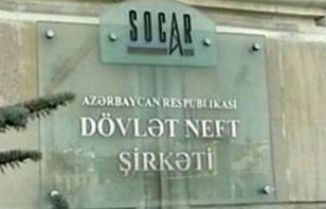 SOCAR
AZƏRBAYCAN RESPUBLİKASI
DÖVLƏT NEFT
ŞİRKƏTİ